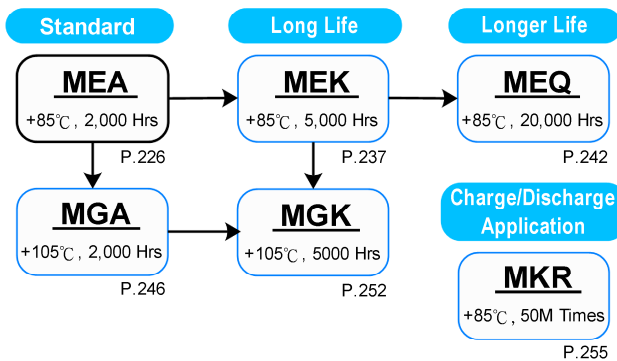 Standard
Long Life
Longer Life
MEA
+85℃, 2,000 Hrs
P.226
MEK
+85℃, 5,000 Hrs
P.237
MEQ
+85℃, 20,000 Hrs
P.242
MGA
+105℃, 2,000 Hrs
P.246
MGK
+105℃, 5000 Hrs
P.252
Charge/Discharge
Application
MKR
+85℃, 50M Times
P.255